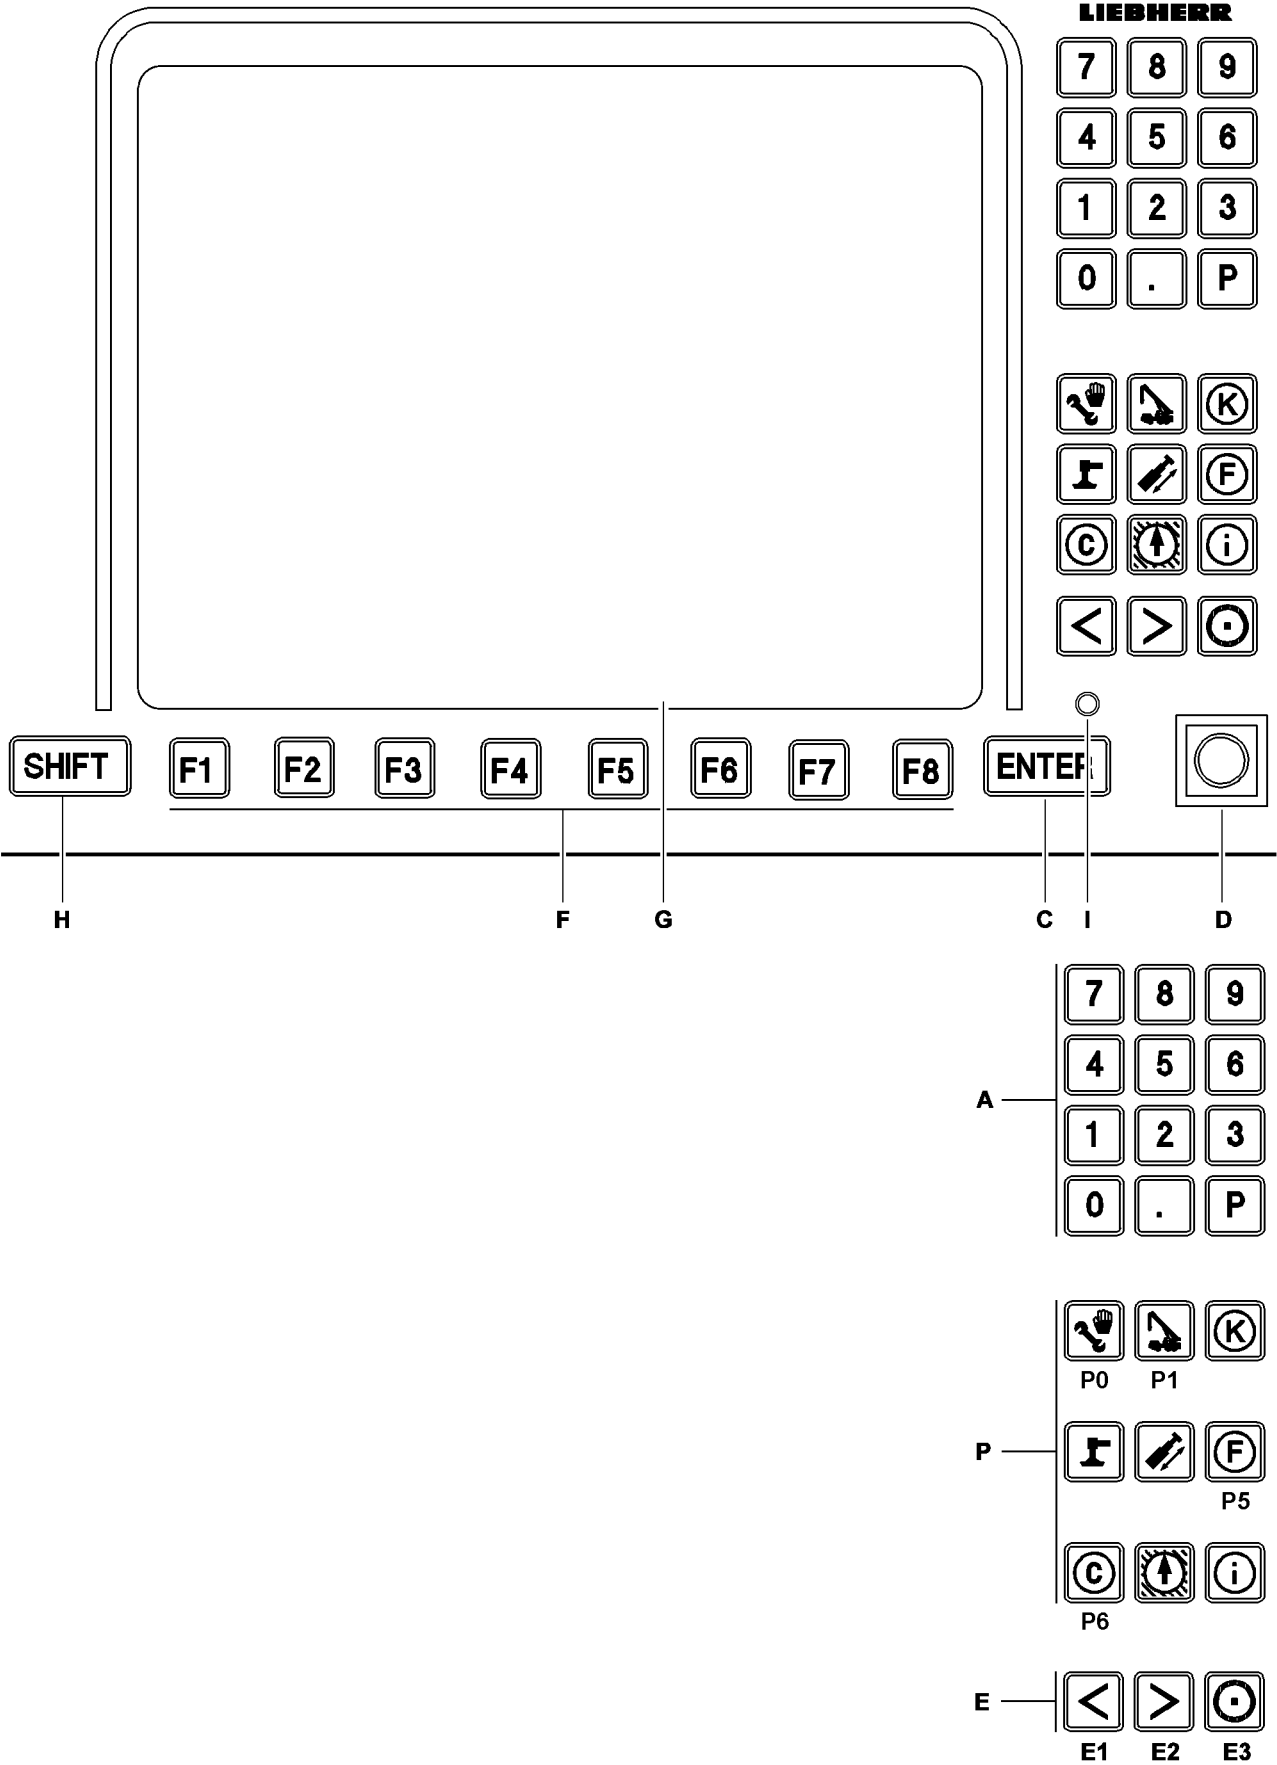 LIEBHERR
7 8 9
4 5 6
1 2 3
0 . P
K
F
C i
< >
SHIFT F1 F2 F3 F4 F5 F6 F7 F8 ENTER
H F G C I D
7 8 9
4 5 6
A
1 2 3
0 . P
K
P0 P1
P F
P5
C i
P6
E < >
E1 E2 E3